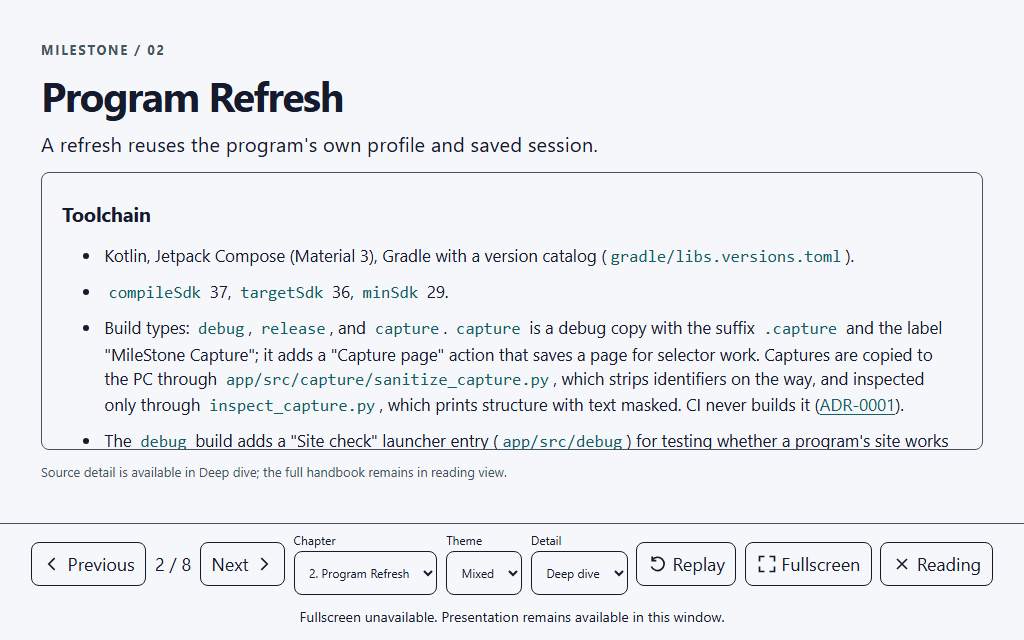 MILESTONE / 02
Program Refresh
A refresh reuses the program's own profile and saved session.
Toolchain
• Kotlin, Jetpack Compose (Material 3), Gradle with a version catalog ( gradle/libs.versions.toml ).
• compileSdk 37, targetSdk 36, minSdk 29.
• Build types: debug, release, and capture. capture is a debug copy with the suffix .capture and the label
"MileStone Capture"; it adds a "Capture page" action that saves a page for selector work. Captures are copied to
the PC through app/src/capture/sanitize_capture.py, which strips identifiers on the way, and inspected
only through inspect_capture.py, which prints structure with text masked. CI never builds it (ADR-0001).
• The debug build adds a "Site check" launcher entry ( app/src/debug ) for testing whether a program's site works
Source detail is available in Deep dive; the full handbook remains in reading view.
Chapter Theme Detail
Previous 2 / 8 Next 2. Program Refresh Mixed Deep dive Replay Fullscreen Reading
Fullscreen unavailable. Presentation remains available in this window.